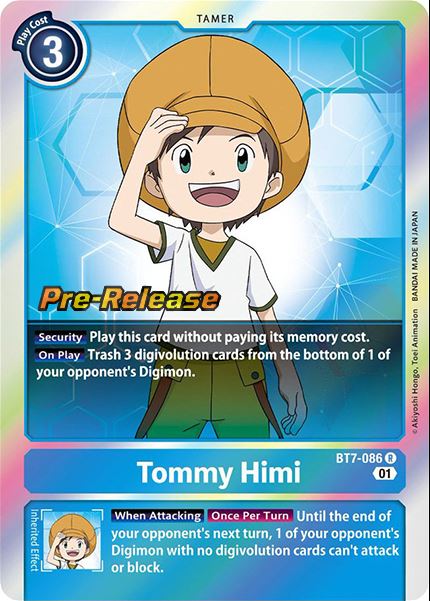 Play Cost
3
TAMER
Pre-Release
Security Play this card without paying its memory cost.
On Play Trash 3 digivolution cards from the bottom of 1 of
your opponent's Digimon.
© Akiyoshi Hongo, Toei Animation BANDAI MADE IN JAPAN
Tommy Himi
BT7-086 R
01
Inherited Effect
When Attacking Once Per Turn Until the end of
your opponent's next turn, 1 of your opponent's
Digimon with no digivolution cards can't attack
or block.